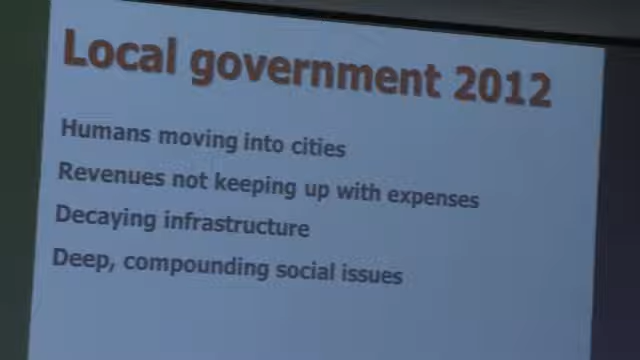 Local government 2012
Humans moving into cities
Revenues not keeping up with expenses
Decaying infrastructure
Deep, compounding social issues